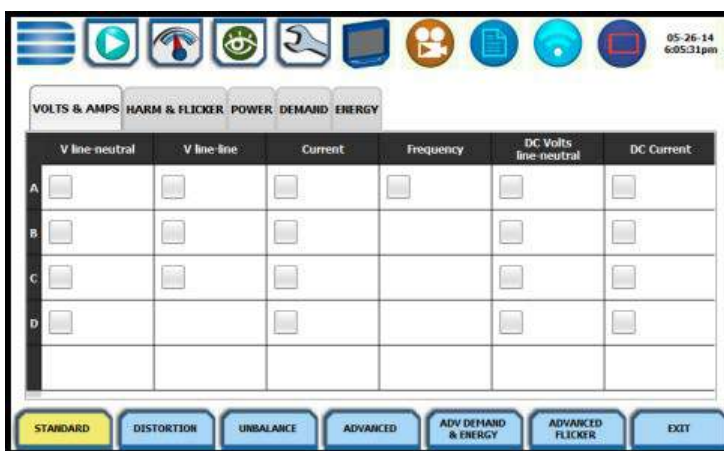 05-26-14
6:05:31pm
VOLTS & AMPS HARM & FLICKER POWER DEMAND ENERGY
V line-neutral V line-line Current Frequency DC Volts line-neutral DC Current
A
B
C
D
STANDARD DISTORTION UNBALANCE ADVANCED ADV DEMAND & ENERGY ADVANCED FLICKER EXIT